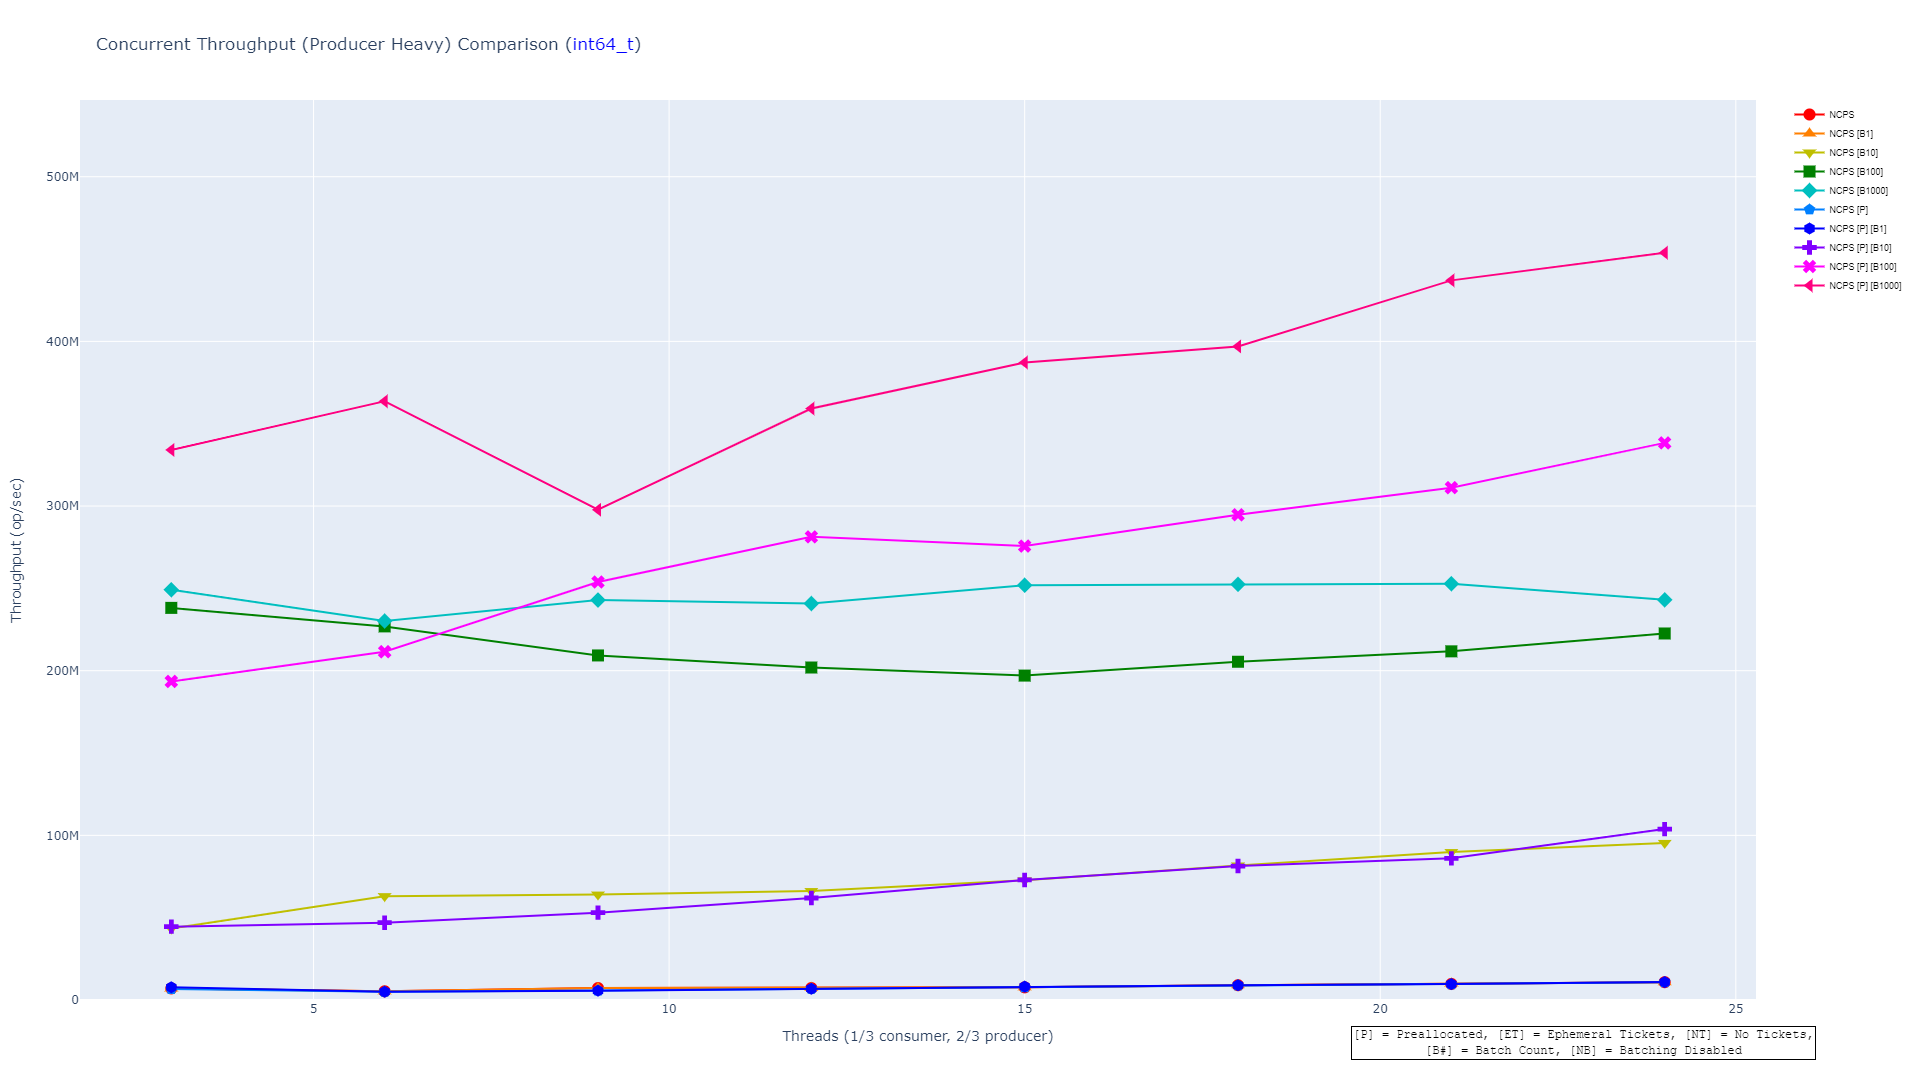 Concurrent Throughput (Producer Heavy) Comparison (int64_t)
NCPS
NCPS [B1]
NCPS [B10]
NCPS [B100]
NCPS [B1000]
NCPS [P]
NCPS [P] [B1]
NCPS [P] [B10]
NCPS [P] [B100]
NCPS [P] [B1000]
Throughput (op/sec)
500M
400M
300M
200M
100M
0
5
10
15
20
25
Threads (1/3 consumer, 2/3 producer)
[P] = Preallocated, [ET] = Ephemeral Tickets, [NT] = No Tickets,
[B#] = Batch Count, [NB] = Batching Disabled